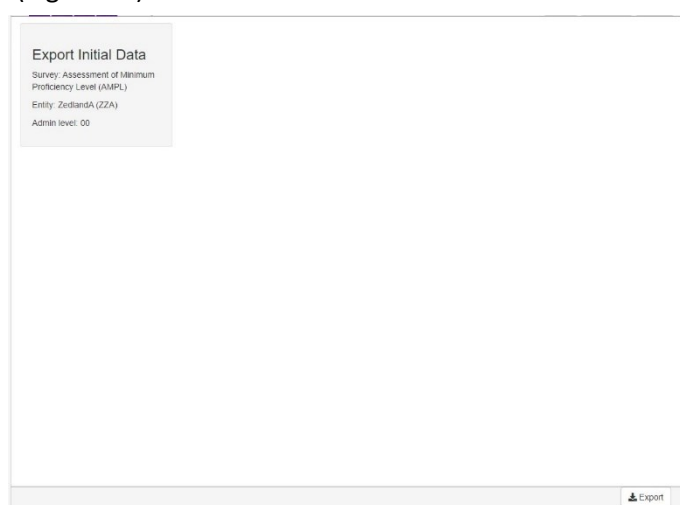 Export Initial Data
Survey: Assessment of Minimum
Proficiency Level (AMPL)
Entity: ZedlandA (ZZA)
Admin level: 00
Export